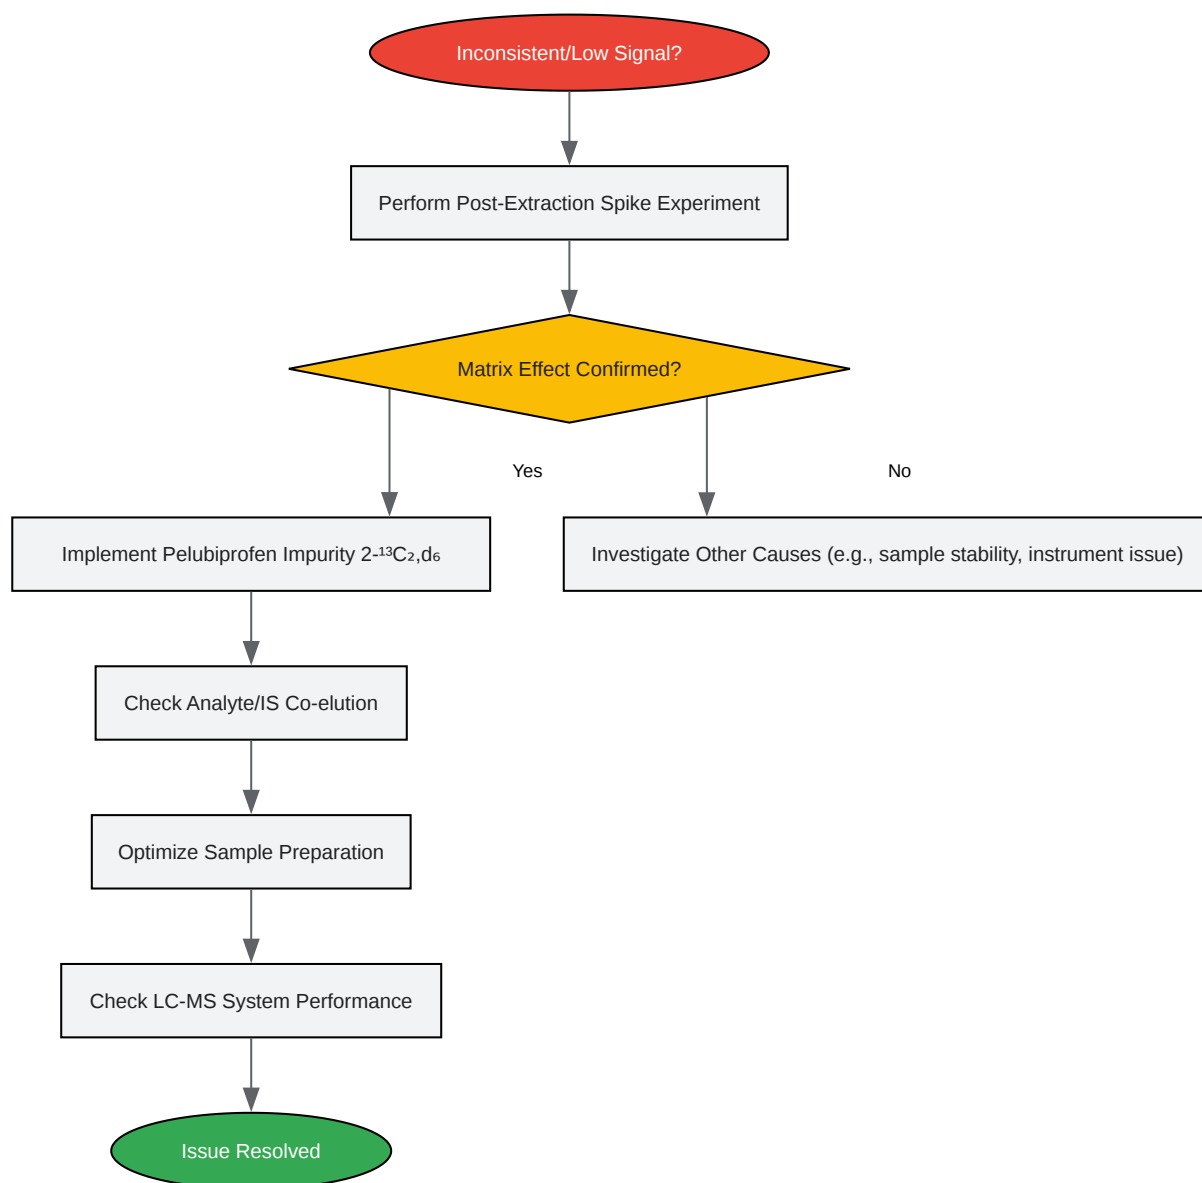 Inconsistent/Low Signal?
Perform Post-Extraction Spike Experiment
Matrix Effect Confirmed?
Yes
No
Implement Pelubiprofen Impurity 2-¹³C₂,d₆
Investigate Other Causes (e.g., sample stability, instrument issue)
Check Analyte/IS Co-elution
Optimize Sample Preparation
Check LC-MS System Performance
Issue Resolved